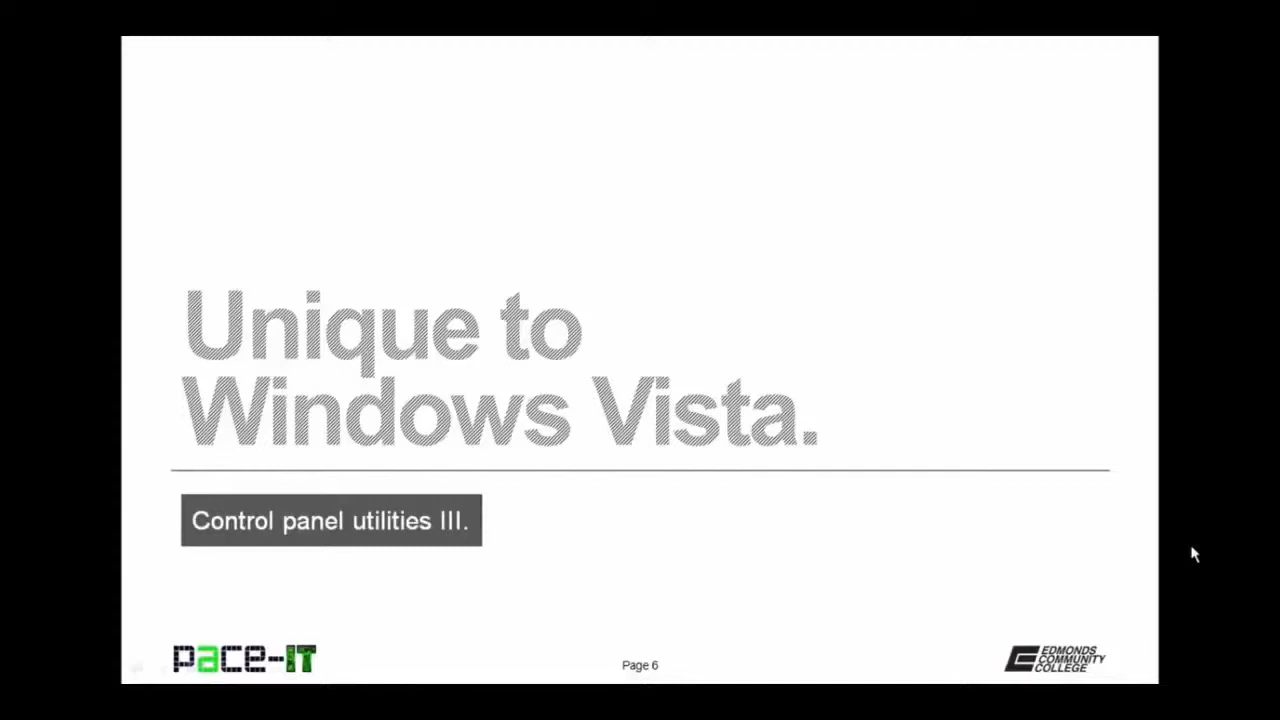 Unique to
Windows Vista.
Control panel utilities III.
pace-IT
Page 6
EDMONDS
COMMUNITY
COLLEGE